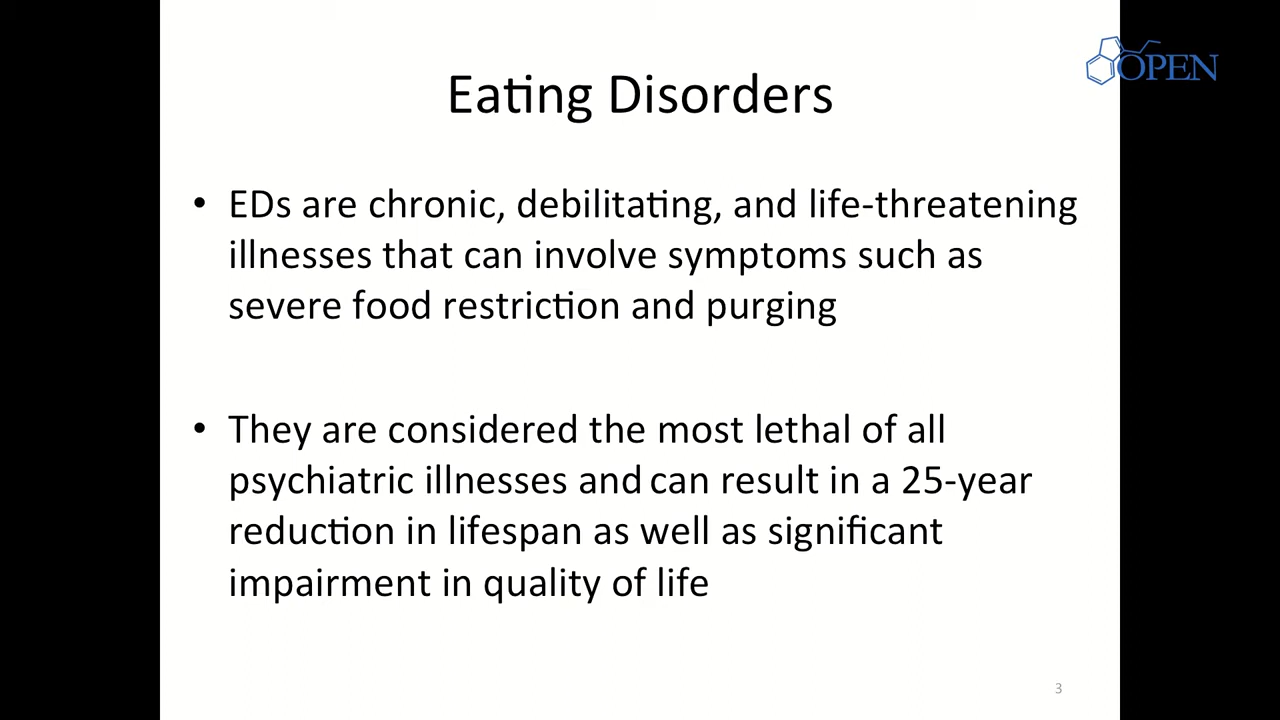 OPEN
Eating Disorders
• EDs are chronic, debilitating, and life-threatening
illnesses that can involve symptoms such as
severe food restriction and purging
• They are considered the most lethal of all
psychiatric illnesses and can result in a 25-year
reduction in lifespan as well as significant
impairment in quality of life
3